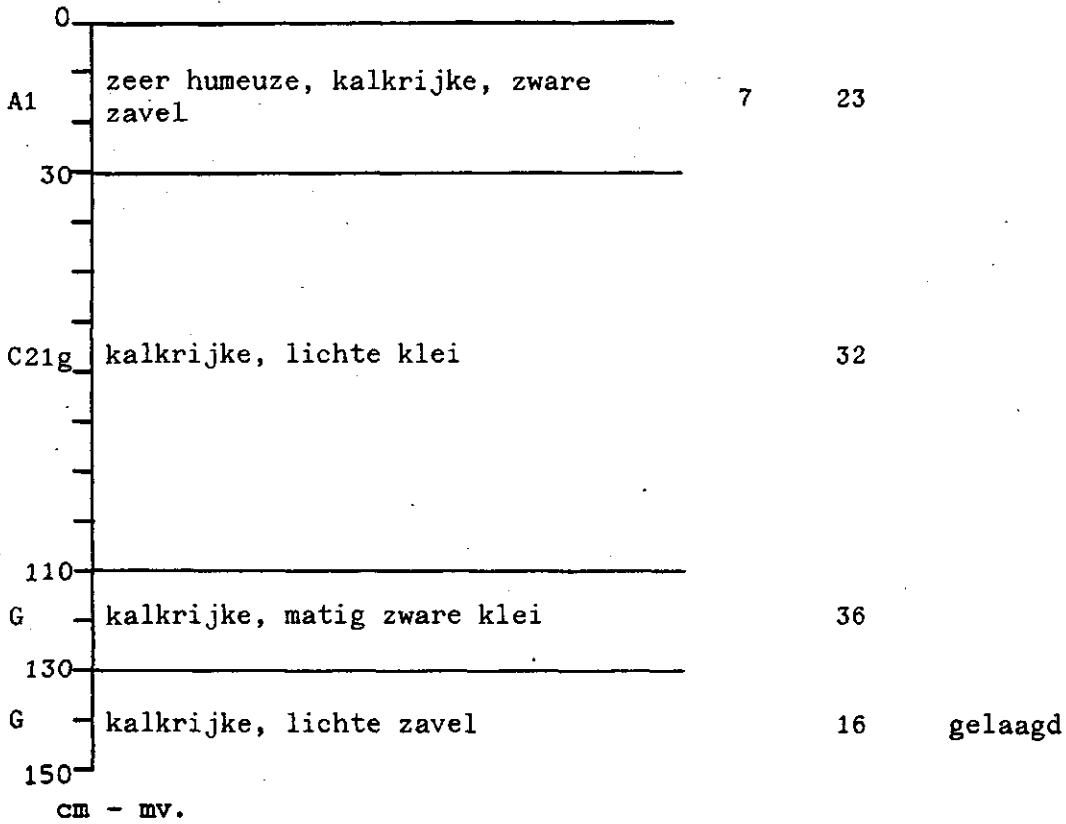 0
A1 zeer humeuze, kalkrijke, zware 7 23
zavel
30
C21g kalkrijke, lichte klei 32
110
G kalkrijke, matig zware klei 36
130
G kalkrijke, lichte zavel 16 gelaagd
150
cm - mv.